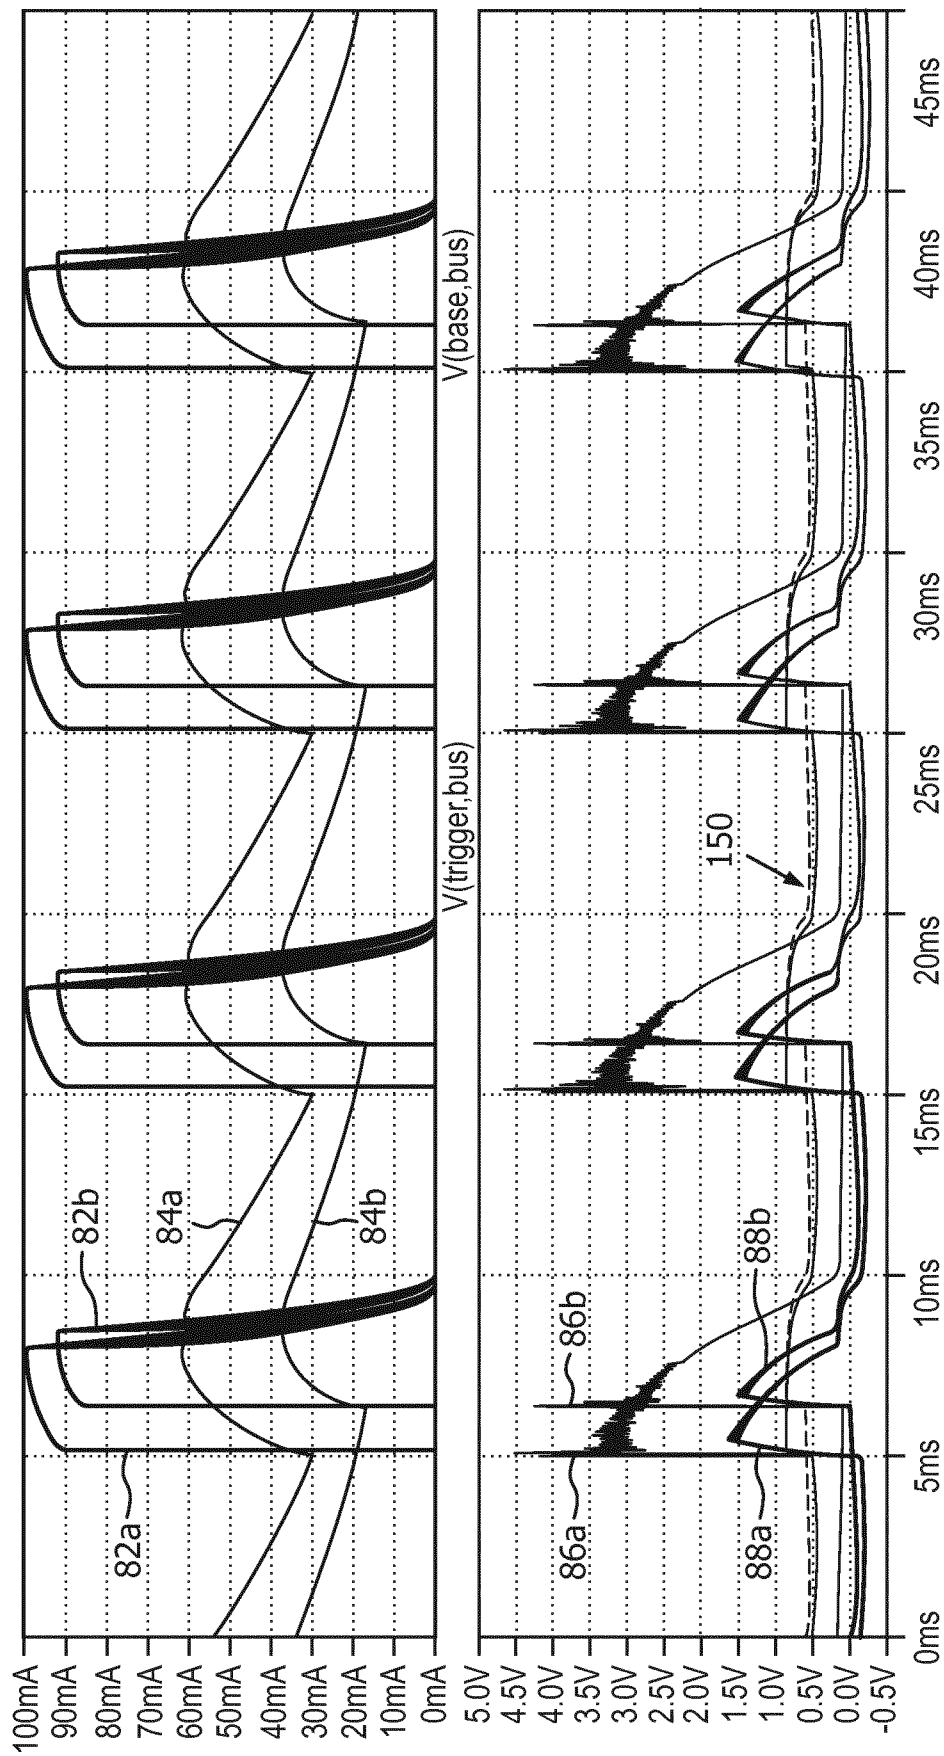 100mA
90mA
80mA
70mA
60mA
50mA
40mA
30mA
20mA
10mA
0mA
82a
82b
84a
84b
V(trigger,bus)
V(base,bus)
5.0V
4.5V
4.0V
3.5V
3.0V
2.5V
2.0V
1.5V
1.0V
0.5V
0.0V
-0.5V
86a
86b
88a
88b
150
0ms
5ms
10ms
15ms
20ms
25ms
30ms
35ms
40ms
45ms